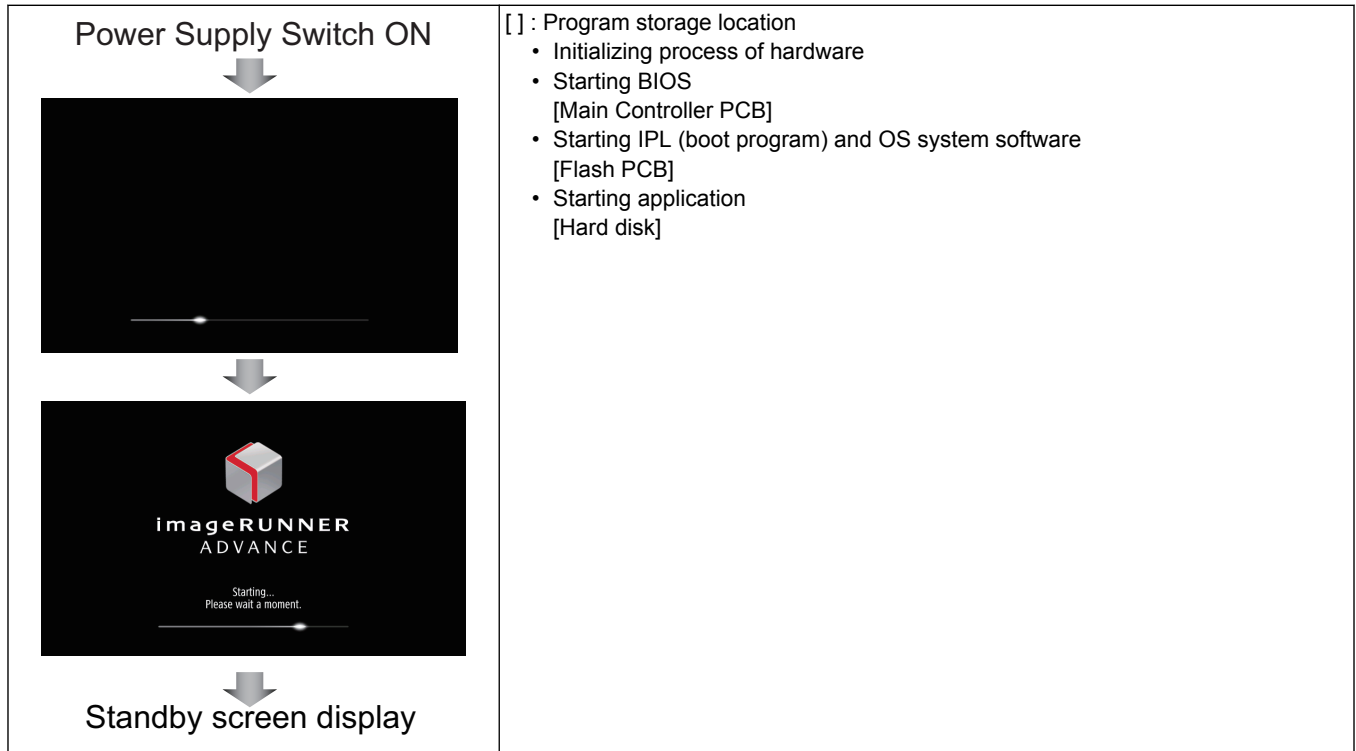 Power Supply Switch ON
imageRUNNER
ADVANCE
Starting...
Please wait a moment.
Standby screen display
[ ] : Program storage location
• Initializing process of hardware
• Starting BIOS
[Main Controller PCB]
• Starting IPL (boot program) and OS system software
[Flash PCB]
• Starting application
[Hard disk]